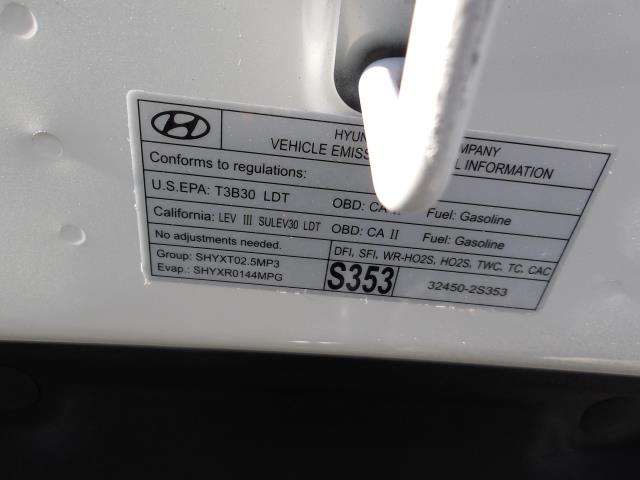 HYUN COMPANY
VEHICLE EMISS L INFORMATION
Conforms to regulations:
U.S.EPA: T3B30 LDT OBD: CA II Fuel: Gasoline
California: LEV III SULEV30 LDT OBD: CA II Fuel: Gasoline
No adjustments needed. DFI, SFI, WR-HO2S, HO2S, TWC, TC, CAC
Group: SHYXT02.5MP3
Evap.: SHYXR0144MPG
S353 32450-2S353